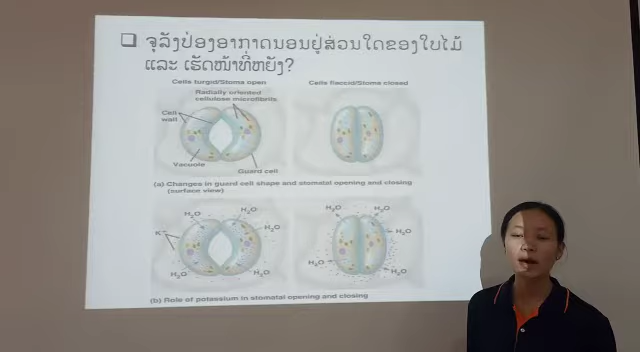 ❑ ຈຸລັງປ່ອງອາກາດນອນຢູ່ສ່ວນໃດຂອງໃບໄມ້
ແລະ ເຮັດໜ້າທີ່ຫຍັງ?
Cells turgid/Stoma open
Cells flaccid/Stoma closed
Radially oriented
cellulose microfibrils
Cell
wall
Vacuole
Guard cell
(a) Changes in guard cell shape and stomatal opening and closing
(surface view)
H₂O
H₂O
H₂O
H₂O
K⁺
H₂O
H₂O
H₂O
H₂O
H₂O
H₂O
(b) Role of potassium in stomatal opening and closing